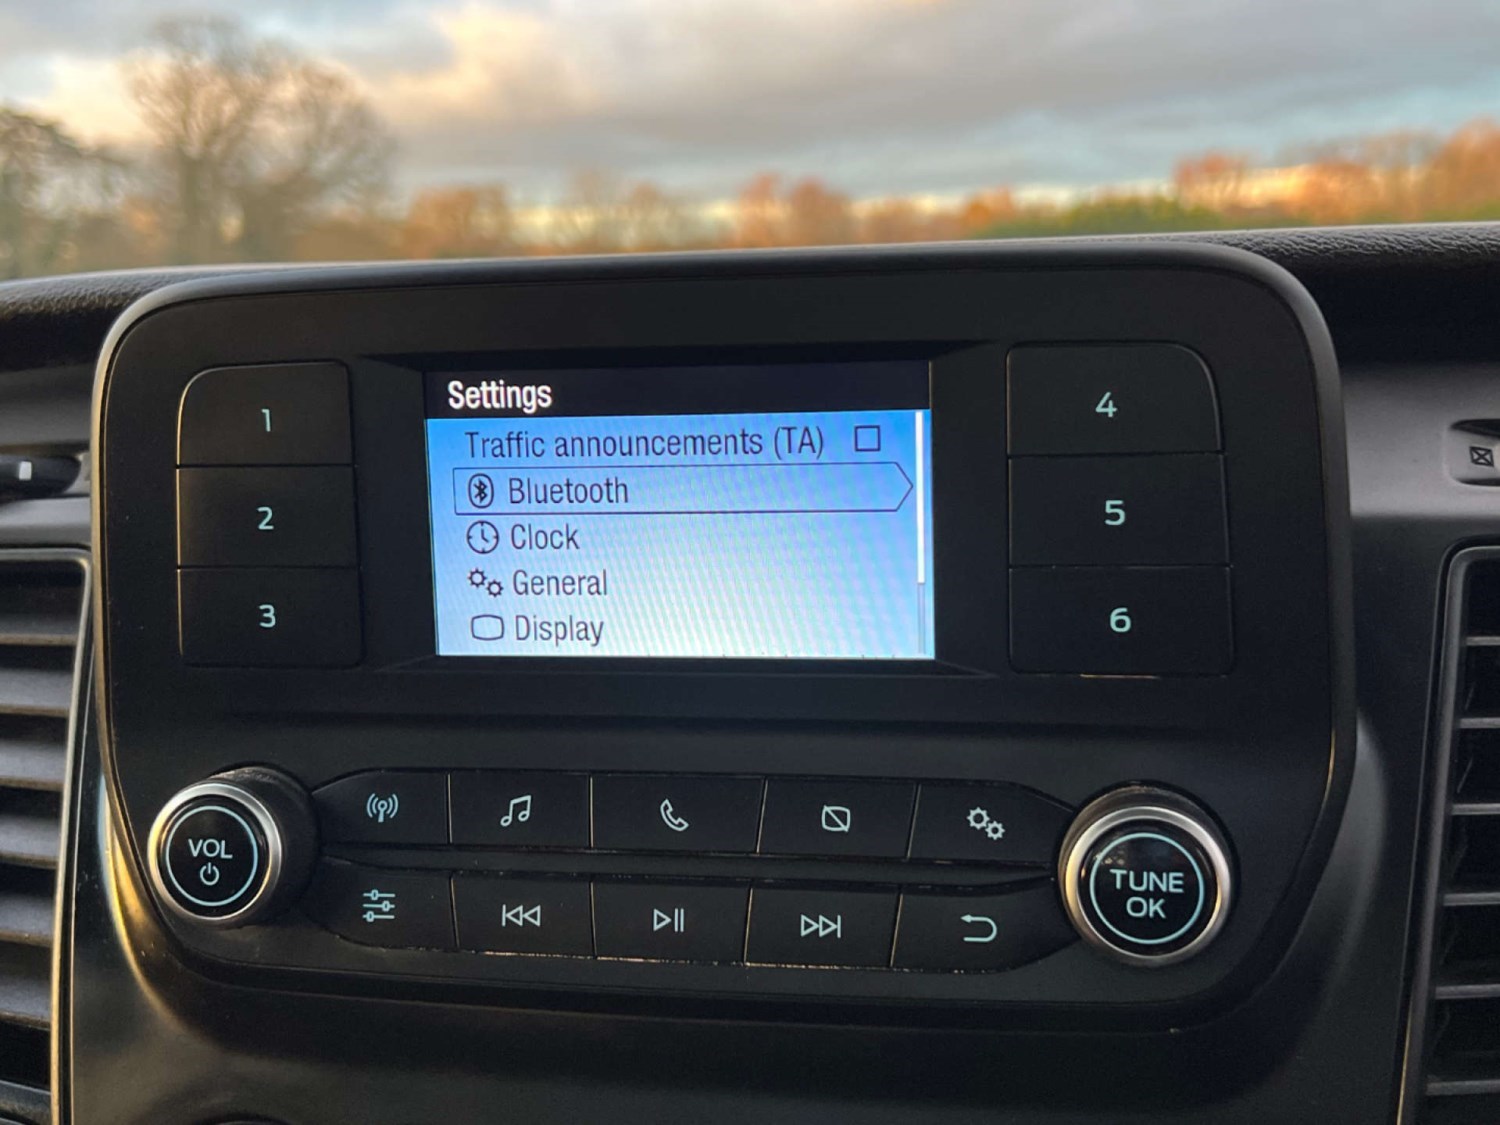 Settings
Traffic announcements (TA)
Bluetooth
Clock
General
Display
1
2
3
4
5
6
VOL
TUNE
OK